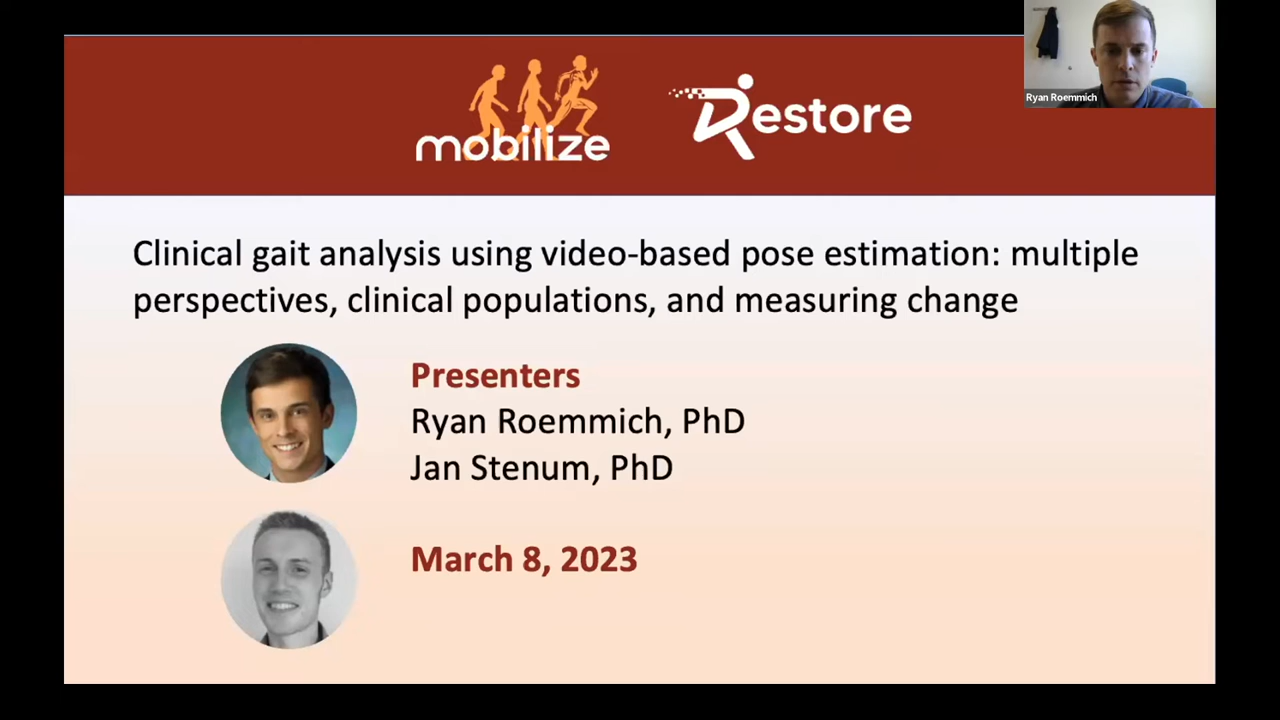 mobilize
Restore
Ryan Roemmich
Clinical gait analysis using video-based pose estimation: multiple
perspectives, clinical populations, and measuring change
Presenters
Ryan Roemmich, PhD
Jan Stenum, PhD
March 8, 2023